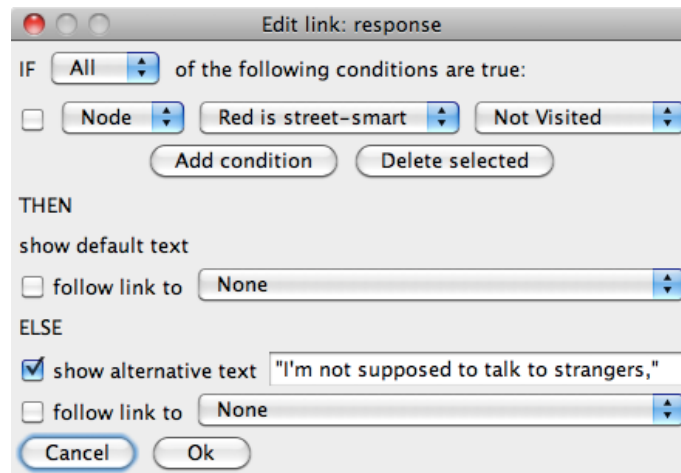 Edit link: response
IF All of the following conditions are true:
Node Red is street-smart Not Visited
Add condition Delete selected
THEN
show default text
follow link to None
ELSE
show alternative text "I'm not supposed to talk to strangers,"
follow link to None
Cancel Ok